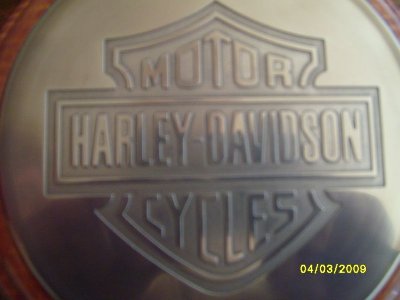 MOTOR
HARLEY-DAVIDSON
CYCLES
04/03/2009